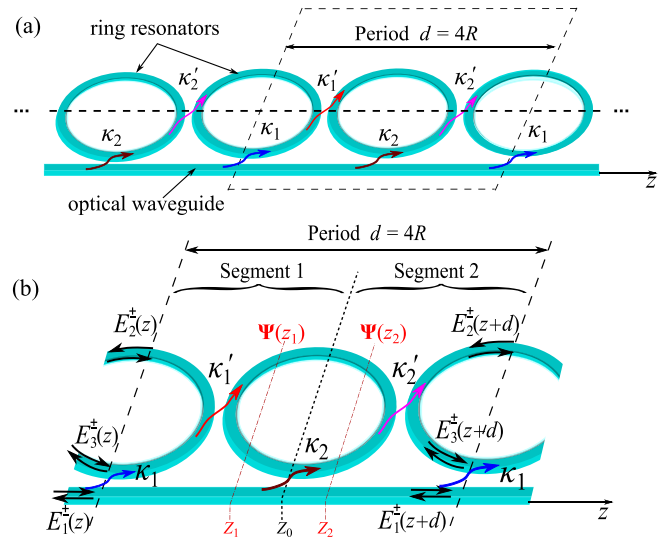 (a)
ring resonators
Period d = 4R
κ₂′ κ₁′ κ₂′
... ...
κ₂ κ₁ κ₂ κ₁
z
optical waveguide
Period d = 4R
Segment 1 Segment 2
(b)
E₂±(z) Ψ(z₁) Ψ(z₂) E₂±(z+d)
κ₁′ κ₂′
E₃±(z) E₃±(z+d)
κ₁ κ₂ κ₁
z
E₁±(z) z₁ z₀ z₂ E₁±(z+d)